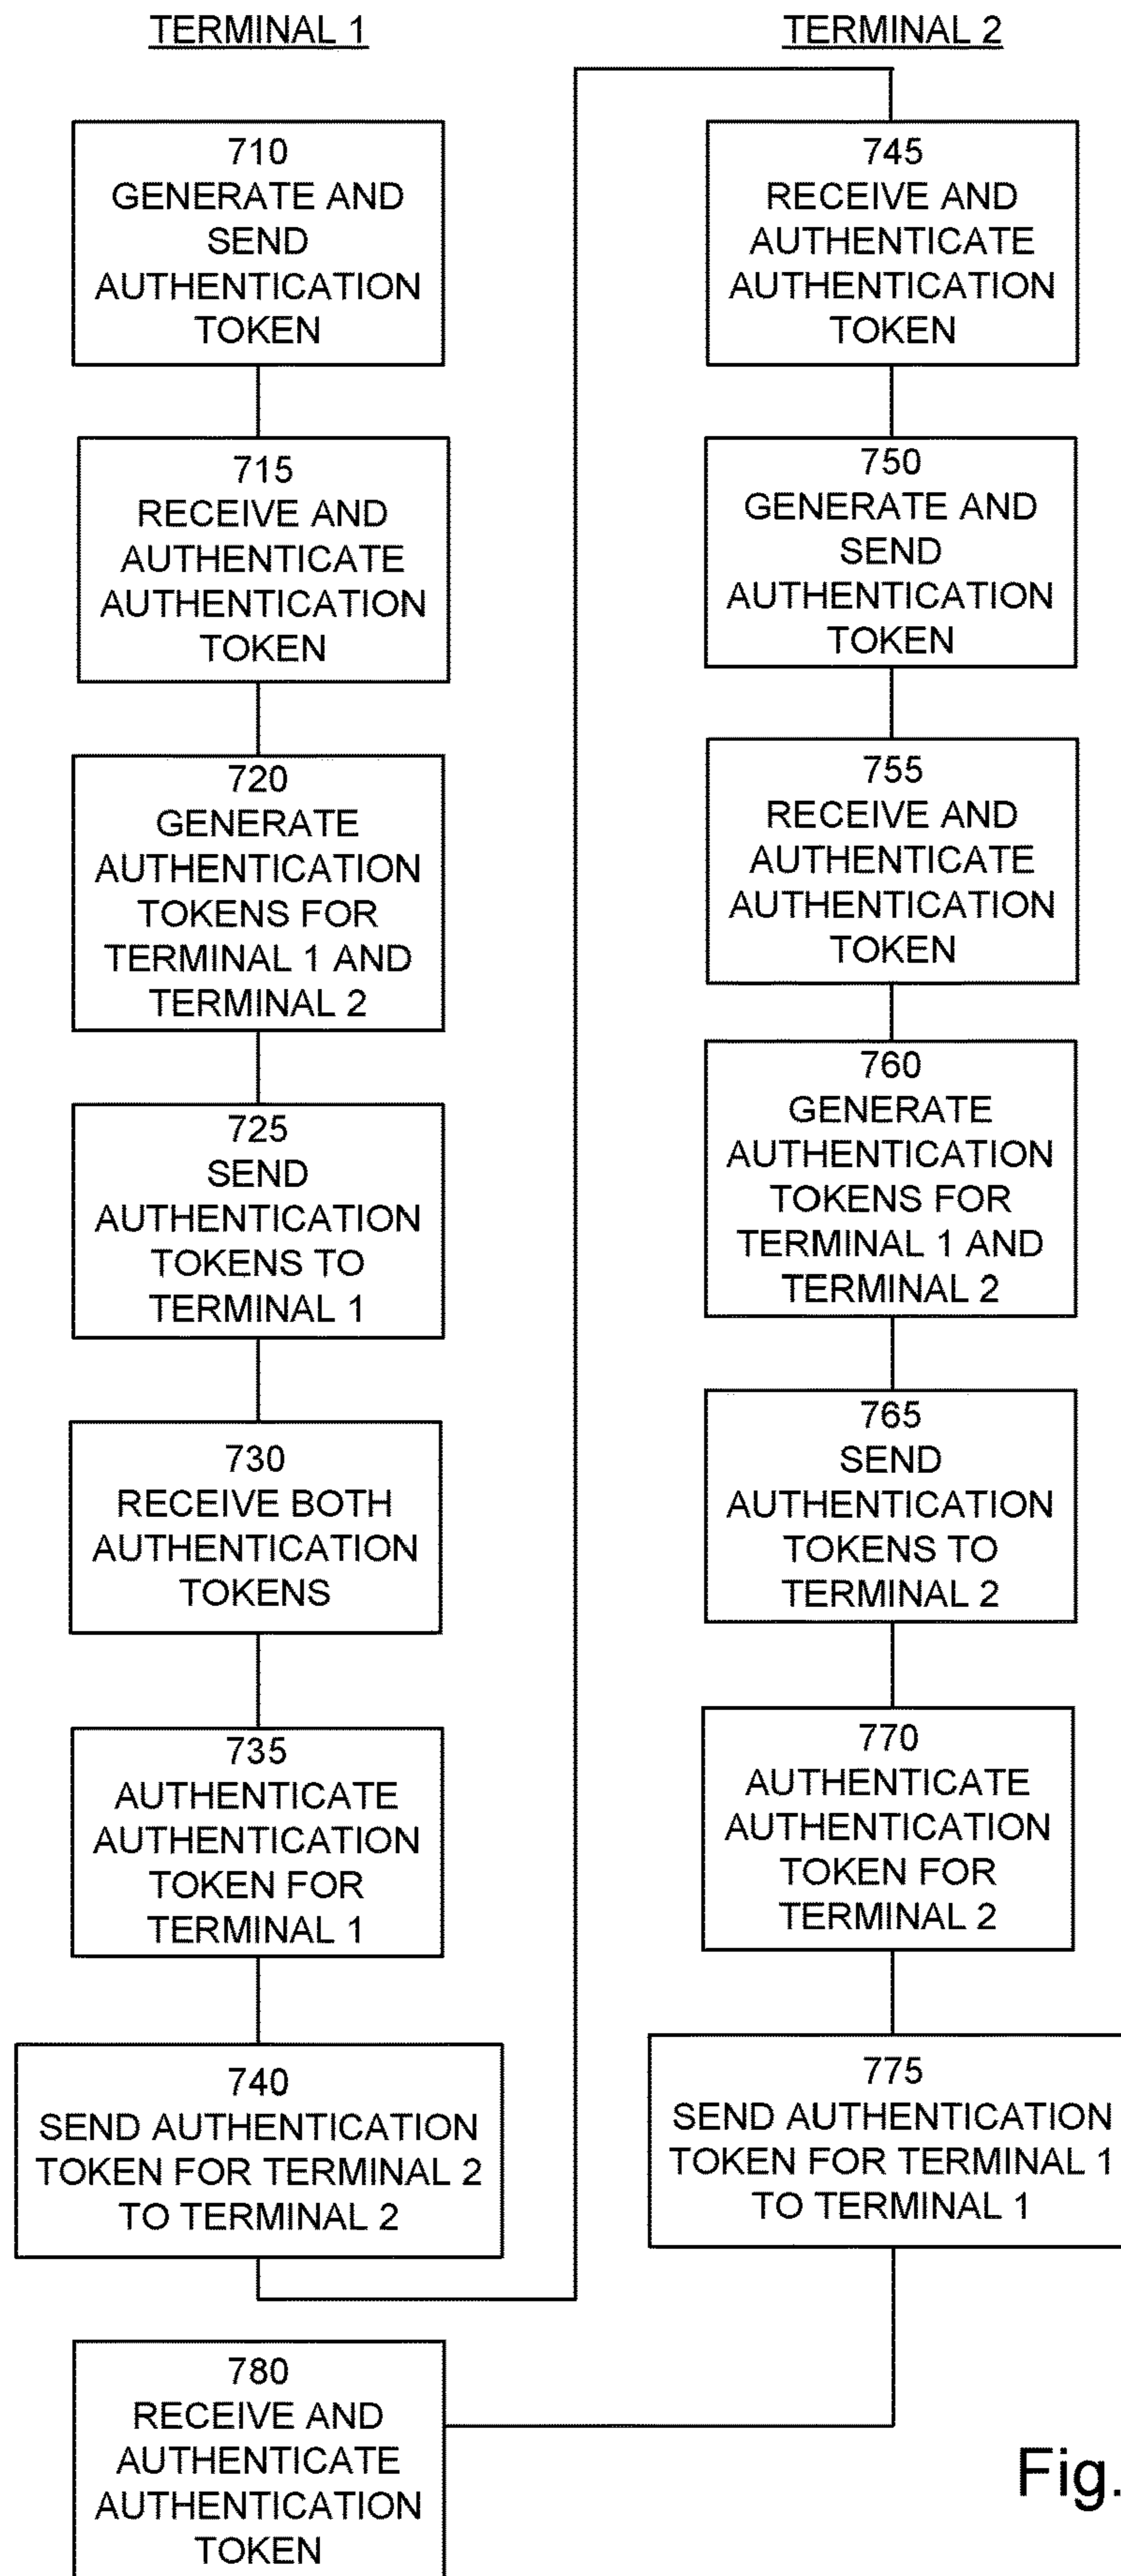 TERMINAL 1
710
GENERATE AND
SEND
AUTHENTICATION
TOKEN
715
RECEIVE AND
AUTHENTICATE
AUTHENTICATION
TOKEN
720
GENERATE
AUTHENTICATION
TOKENS FOR
TERMINAL 1 AND
TERMINAL 2
725
SEND
AUTHENTICATION
TOKENS TO
TERMINAL 1
730
RECEIVE BOTH
AUTHENTICATION
TOKENS
735
AUTHENTICATE
AUTHENTICATION
TOKEN FOR
TERMINAL 1
740
SEND AUTHENTICATION
TOKEN FOR TERMINAL 2
TO TERMINAL 2
TERMINAL 2
745
RECEIVE AND
AUTHENTICATE
AUTHENTICATION
TOKEN
750
GENERATE AND
SEND
AUTHENTICATION
TOKEN
755
RECEIVE AND
AUTHENTICATE
AUTHENTICATION
TOKEN
760
GENERATE
AUTHENTICATION
TOKENS FOR
TERMINAL 1 AND
TERMINAL 2
765
SEND
AUTHENTICATION
TOKENS TO
TERMINAL 2
770
AUTHENTICATE
AUTHENTICATION
TOKEN FOR
TERMINAL 2
775
SEND AUTHENTICATION
TOKEN FOR TERMINAL 1
TO TERMINAL 1
780
RECEIVE AND
AUTHENTICATE
AUTHENTICATION
TOKEN
Fig.